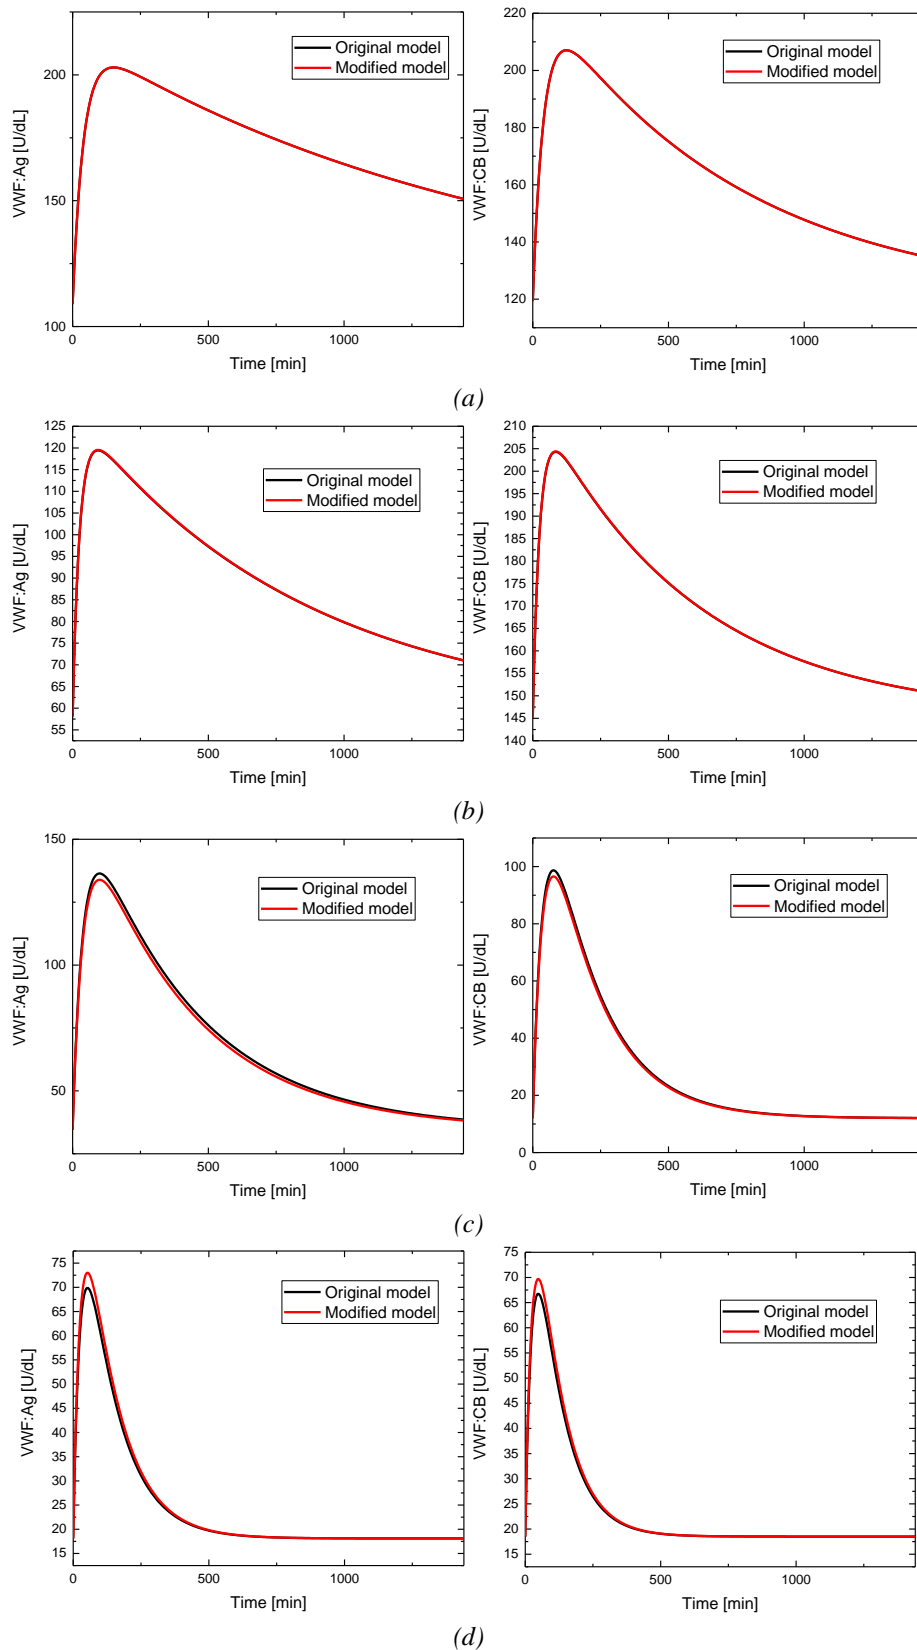 VWF:Ag [U/dL]
200
150
100
0
500
1000
Time [min]
Original model
Modified model
VWF:CB [U/dL]
220
200
180
160
140
120
0
500
1000
Time [min]
Original model
Modified model
(a)
VWF:Ag [U/dL]
125
120
115
110
105
100
95
90
85
80
75
70
65
60
55
0
500
1000
Time [min]
Original model
Modified model
VWF:CB [U/dL]
210
205
200
195
190
185
180
175
170
165
160
155
150
145
140
0
500
1000
Time [min]
Original model
Modified model
(b)
VWF:Ag [U/dL]
150
100
50
0
500
1000
Time [min]
Original model
Modified model
VWF:CB [U/dL]
100
80
60
40
20
0
0
500
1000
Time [min]
Original model
Modified model
(c)
VWF:Ag [U/dL]
75
70
65
60
55
50
45
40
35
30
25
20
15
0
500
1000
Time [min]
Original model
Modified model
VWF:CB [U/dL]
75
70
65
60
55
50
45
40
35
30
25
20
15
0
500
1000
Time [min]
Original model
Modified model
(d)